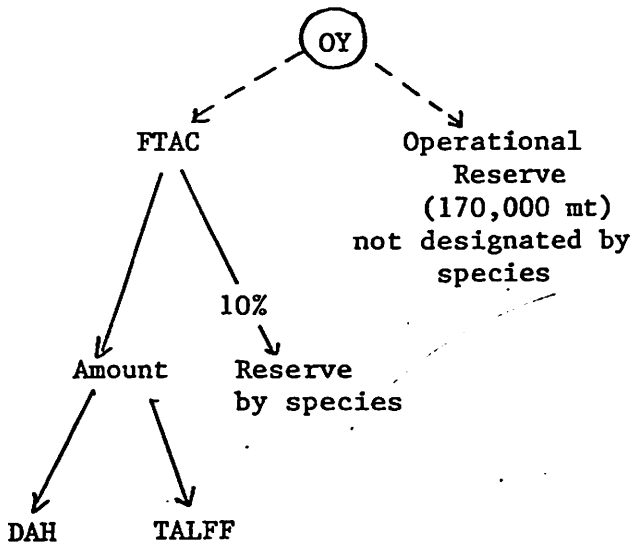 OY
FTAC
Operational
Reserve
(170,000 mt)
not designated by
species
10%
Amount
Reserve
by species
DAH
TALFF